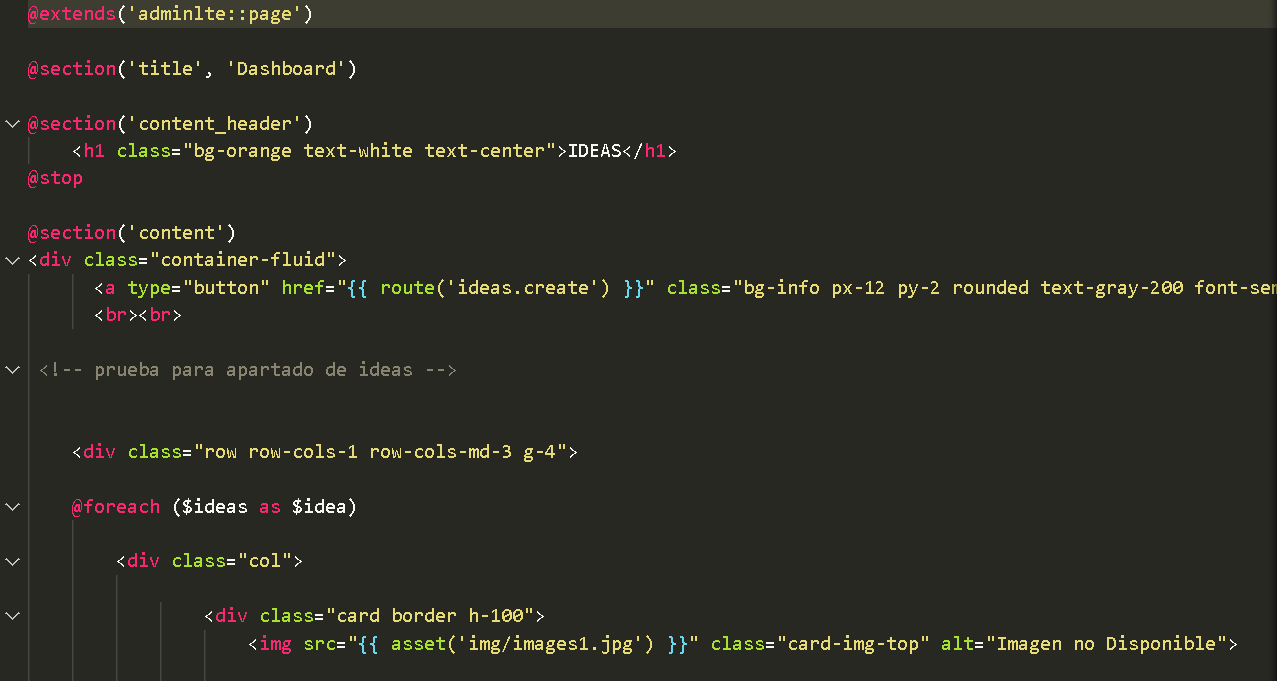 @extends('adminlte::page')
@section('title', 'Dashboard')
@section('content_header')
<h1 class="bg-orange text-white text-center">IDEAS</h1>
@stop
@section('content')
<div class="container-fluid">
<a type="button" href="{{ route('ideas.create') }}" class="bg-info px-12 py-2 rounded text-gray-200
<br><br>
<!-- prueba para apartado de ideas -->
<div class="row row-cols-1 row-cols-md-3 g-4">
@foreach ($ideas as $idea)
<div class="col">
<div class="card border h-100">
<img src="{{ asset('img/images1.jpg') }}" class="card-img-top" alt="Imagen no Disponible">